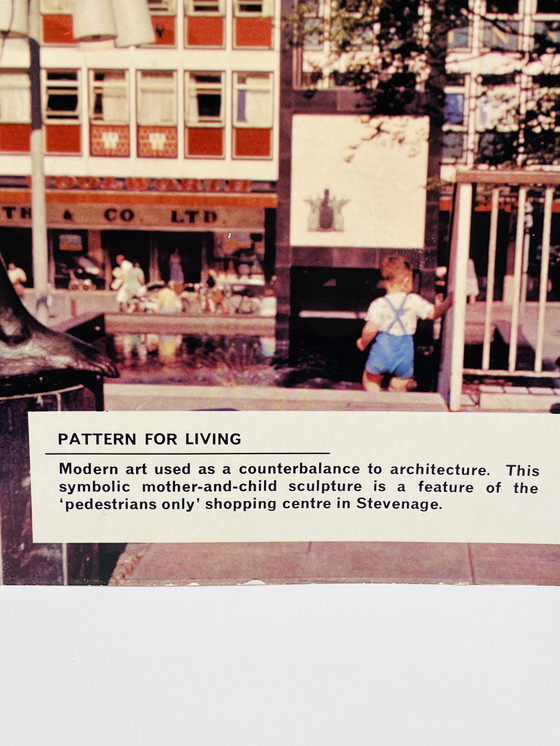 TH & CO. LTD.
PATTERN FOR LIVING
Modern art used as a counterbalance to architecture. This
symbolic mother-and-child sculpture is a feature of the
‘pedestrians only’ shopping centre in Stevenage.